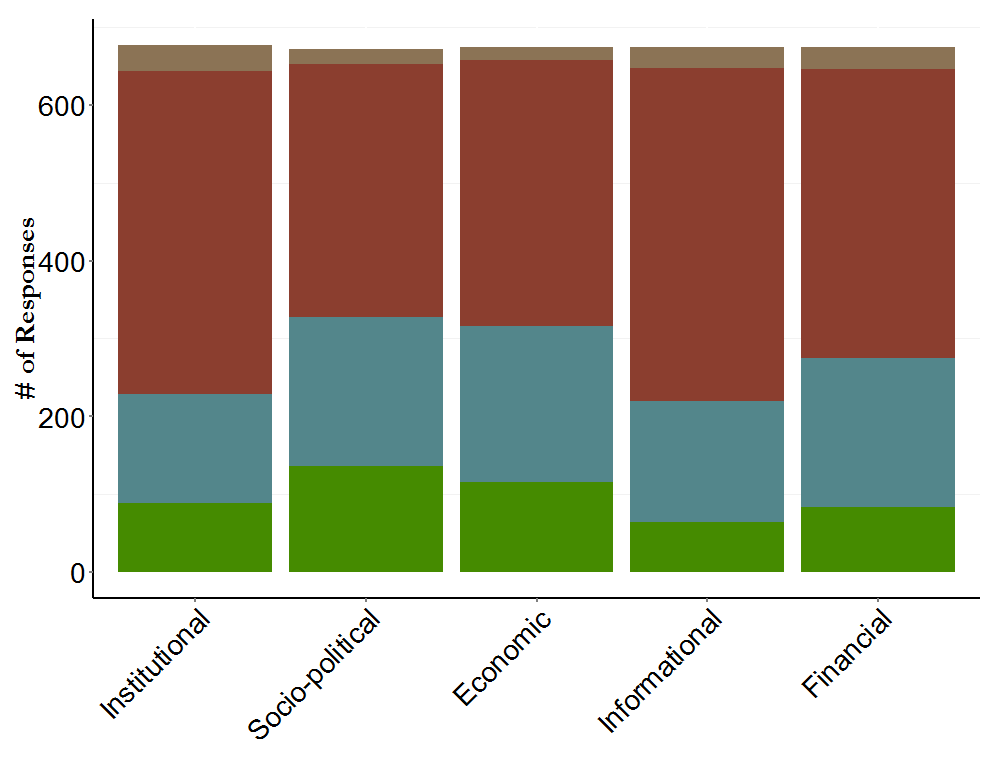 # of Responses
600
400
200
0
Institutional
Socio-political
Economic
Informational
Financial